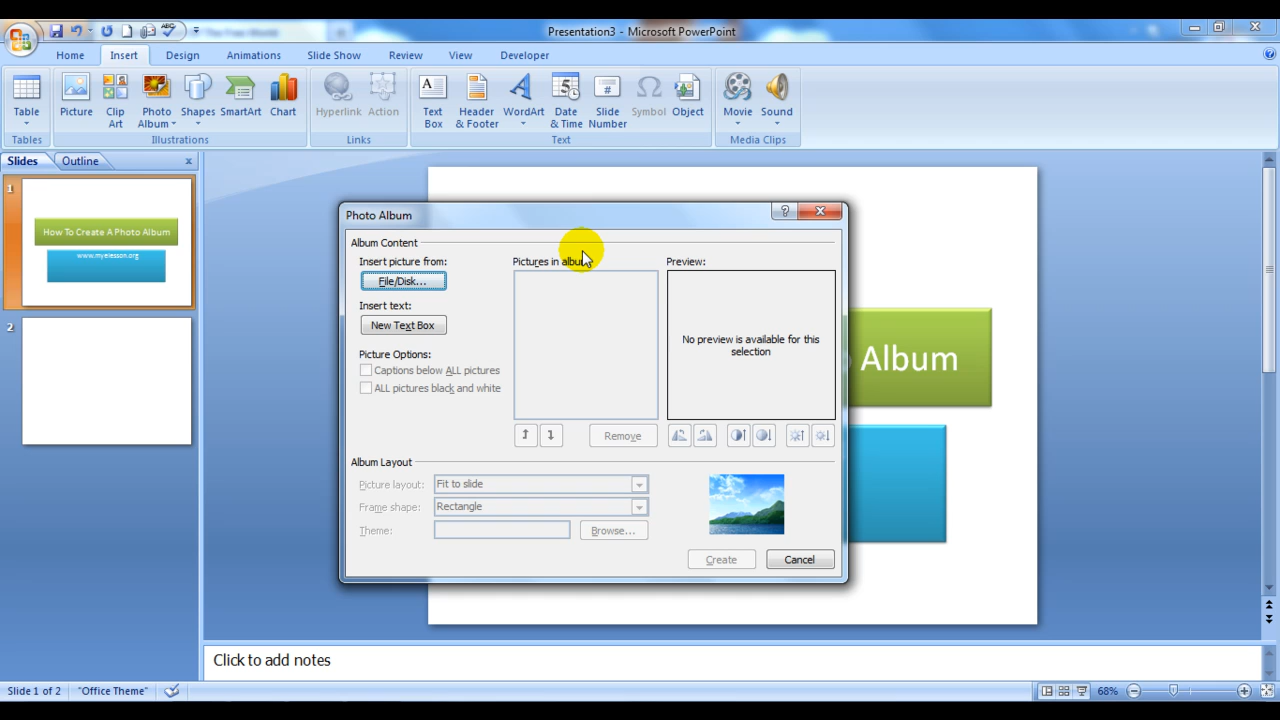 Presentation3 - Microsoft PowerPoint
Home Insert Design Animations Slide Show Review View Developer
Table Picture Clip Art Photo Album Shapes SmartArt Chart Hyperlink Action Text Box Header & Footer WordArt Date & Time Slide Number Symbol Object Movie Sound
Tables Illustrations Links Text Media Clips
Slides Outline x
1
How To Create A Photo Album
www.myelesson.org
2
Album
Photo Album
Album Content
Insert picture from:
File/Disk...
Insert text:
New Text Box
Picture Options:
Captions below ALL pictures
ALL pictures black and white
Pictures in album:
Remove
Preview:
No preview is available for this
selection
Album Layout
Picture layout: Fit to slide
Frame shape: Rectangle
Theme: Browse...
Create Cancel
Click to add notes
Slide 1 of 2 "Office Theme" 68%